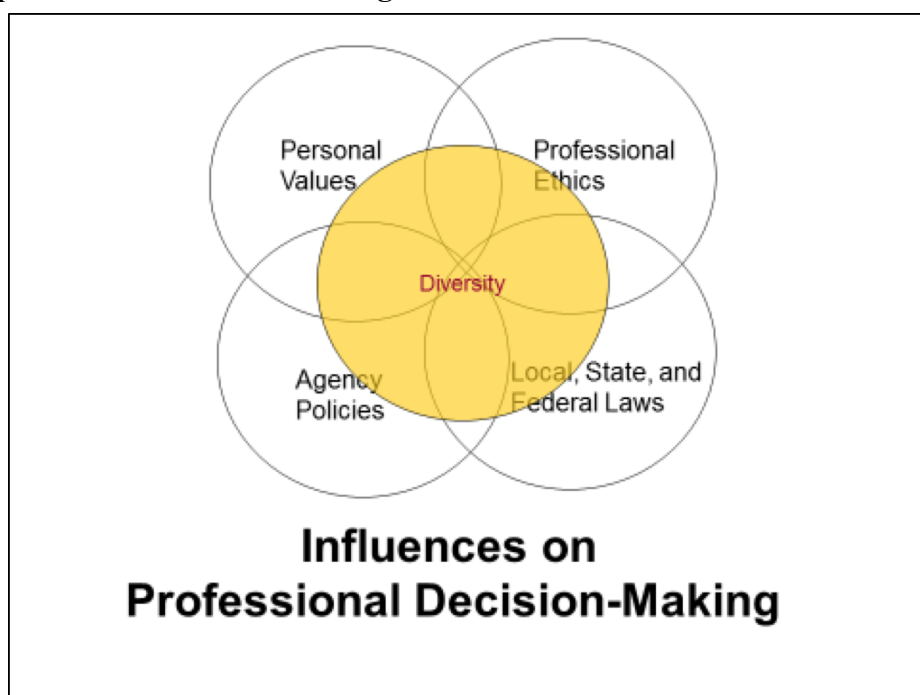 Personal
Values
Professional
Ethics
Diversity
Agency
Policies
Local, State, and
Federal Laws
Influences on
Professional Decision-Making